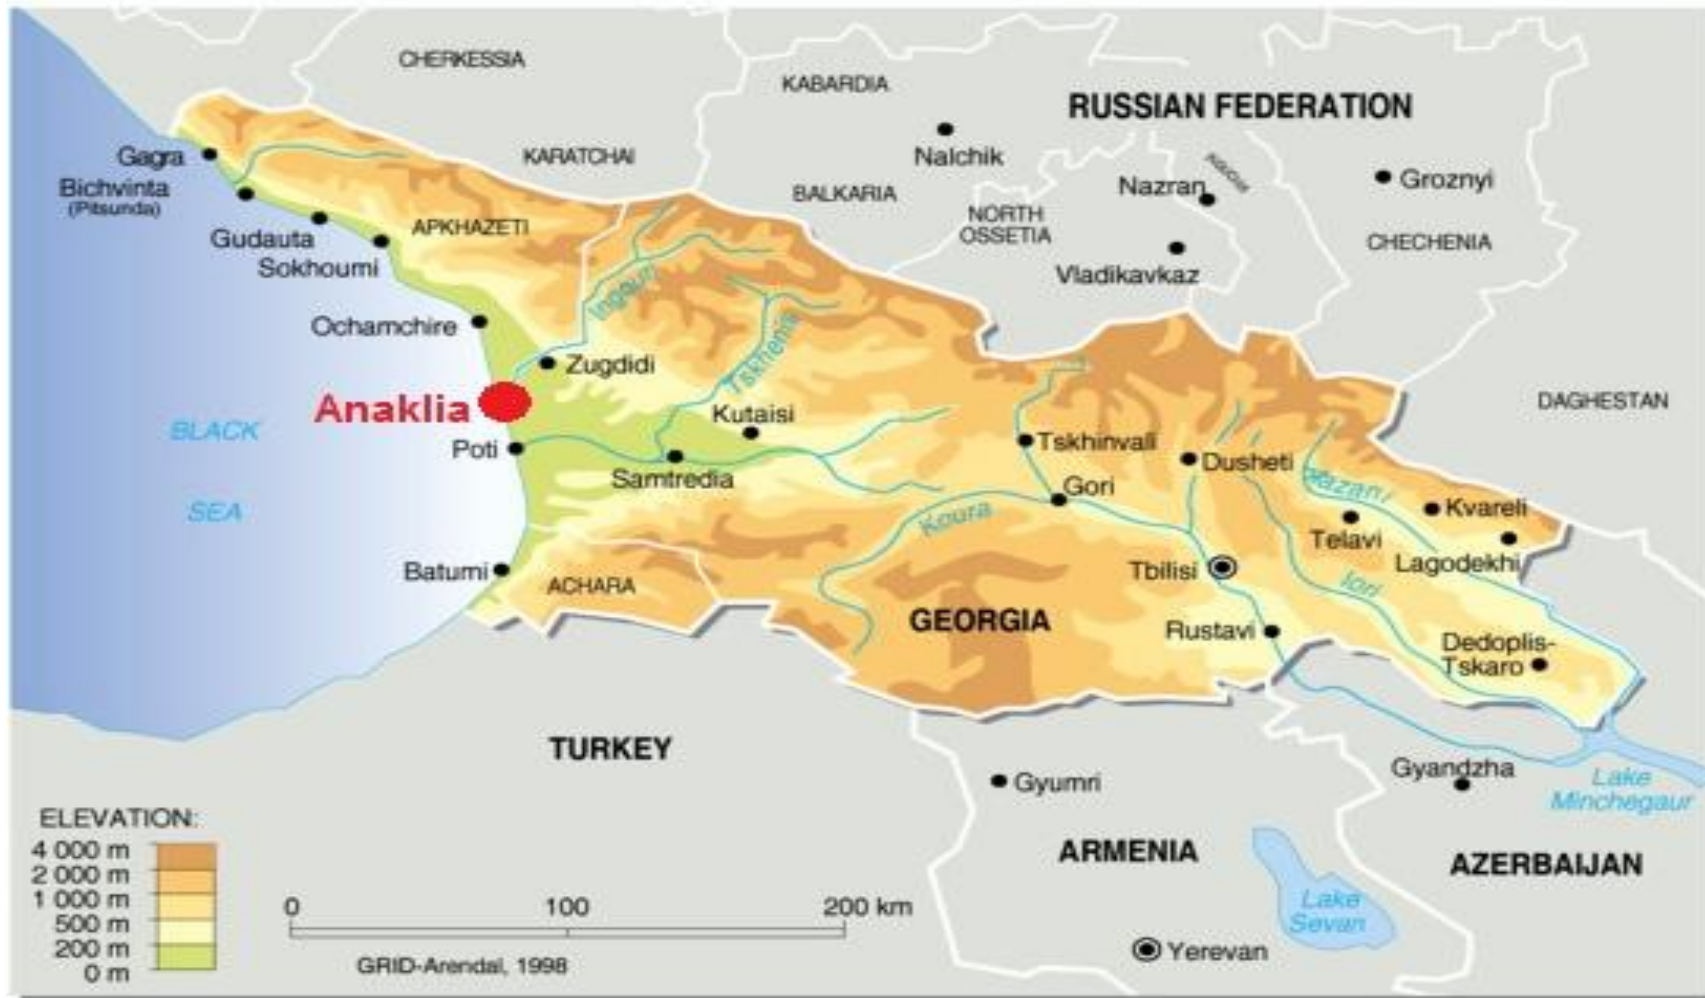 CHERKESSIA
KABARDIA
RUSSIAN FEDERATION
Nalchik
KARATCHAI
Gagra
Bichvinta
(Pitsunda)
Nazran
Groznyi
BALKARIA
NORTH
OSSETIA
APKHAZETI
Gudauta
Sokhoumi
CHECHENIA
Vladikavkaz
Ingouri
Ochamchire
Zugdidi
Tskhenis
Anaklia
DAGHESTAN
Kutaisi
BLACK
SEA
Poti
Samtredia
Tskhinvali
Dusheti
Gori
Koura
Kvareli
Telavi
Lagodekhi
Batumi
ACHARA
Tbilisi
Iori
GEORGIA
Rustavi
Dedoplis-
Tskaro
TURKEY
Gyumri
Gyandzha
Lake
Minchegaur
ARMENIA
AZERBAIJAN
Lake
Sevan
Yerevan
ELEVATION:
4 000 m
2 000 m
1 000 m
500 m
200 m
0 m
0 100 200 km
GRID-Arendal, 1998